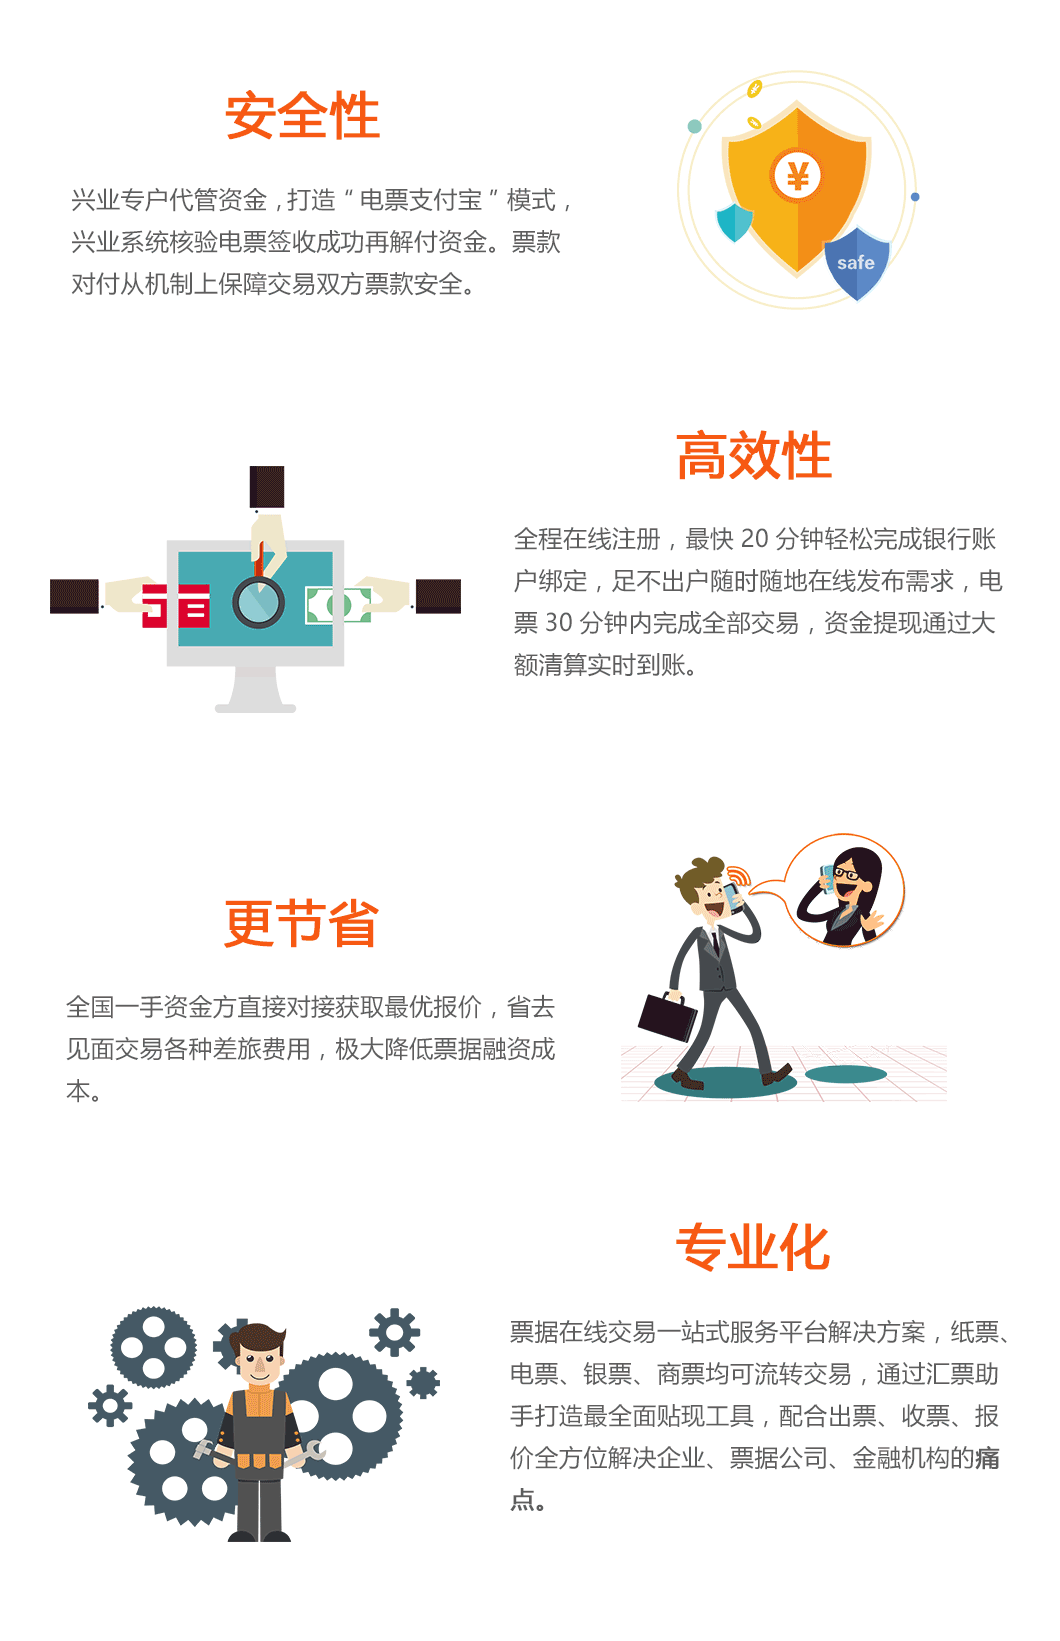 安全性
兴业专户代管资金，打造“电票支付宝”模式，
兴业系统核验电票签收成功再解付资金。票款
对付从机制上保障交易双方票款安全。
¥
safe
高效性
全程在线注册，最快 20 分钟轻松完成银行账
户绑定，足不出户随时随地在线发布需求，电
票 30 分钟内完成全部交易，资金提现通过大
额清算实时到账。
更节省
全国一手资金方直接对接获取最优报价，省去
见面交易各种差旅费用，极大降低票据融资成
本。
专业化
票据在线交易一站式服务平台解决方案，纸票、
电票、银票、商票均可流转交易，通过汇票助
手打造最全面贴现工具，配合出票、收票、报
价全方位解决企业、票据公司、金融机构的痛
点。